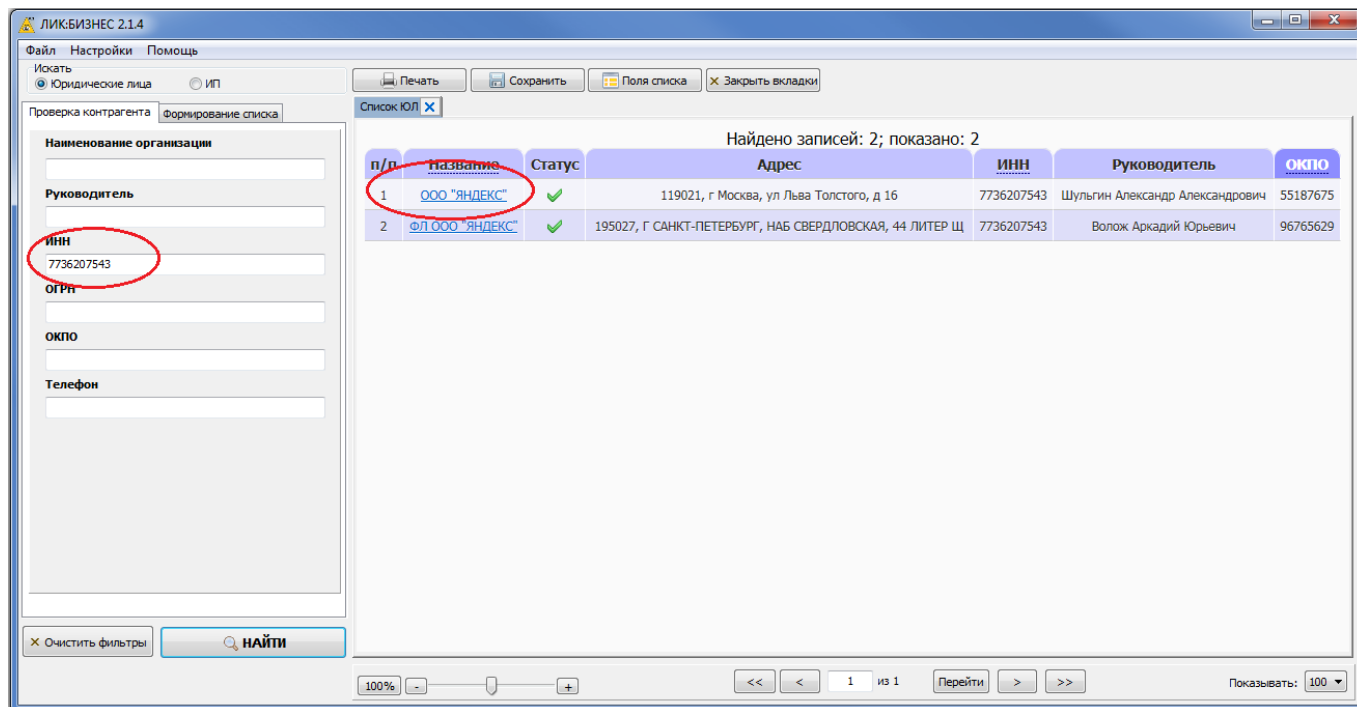 ЛИК:БИЗНЕС 2.1.4
Файл Настройки Помощь
Искать
Юридические лица ИП
Проверка контрагента Формирование списка
Наименование организации
Руководитель
ИНН
7736207543
ОГРН
ОКПО
Телефон
Очистить фильтры НАЙТИ
Печать Сохранить Поля списка Закрыть вкладки
Список ЮЛ
Найдено записей: 2; показано: 2
п/п Название Статус Адрес ИНН Руководитель ОКПО
1 ООО "ЯНДЕКС" 119021, г Москва, ул Льва Толстого, д 16 7736207543 Шульгин Александр Александрович 55187675
2 ФЛ ООО "ЯНДЕКС" 195027, Г САНКТ-ПЕТЕРБУРГ, НАБ СВЕРДЛОВСКАЯ, 44 ЛИТЕР Щ 7736207543 Волож Аркадий Юрьевич 96765629
100% - + << < 1 из 1 Перейти > >> Показывать: 100